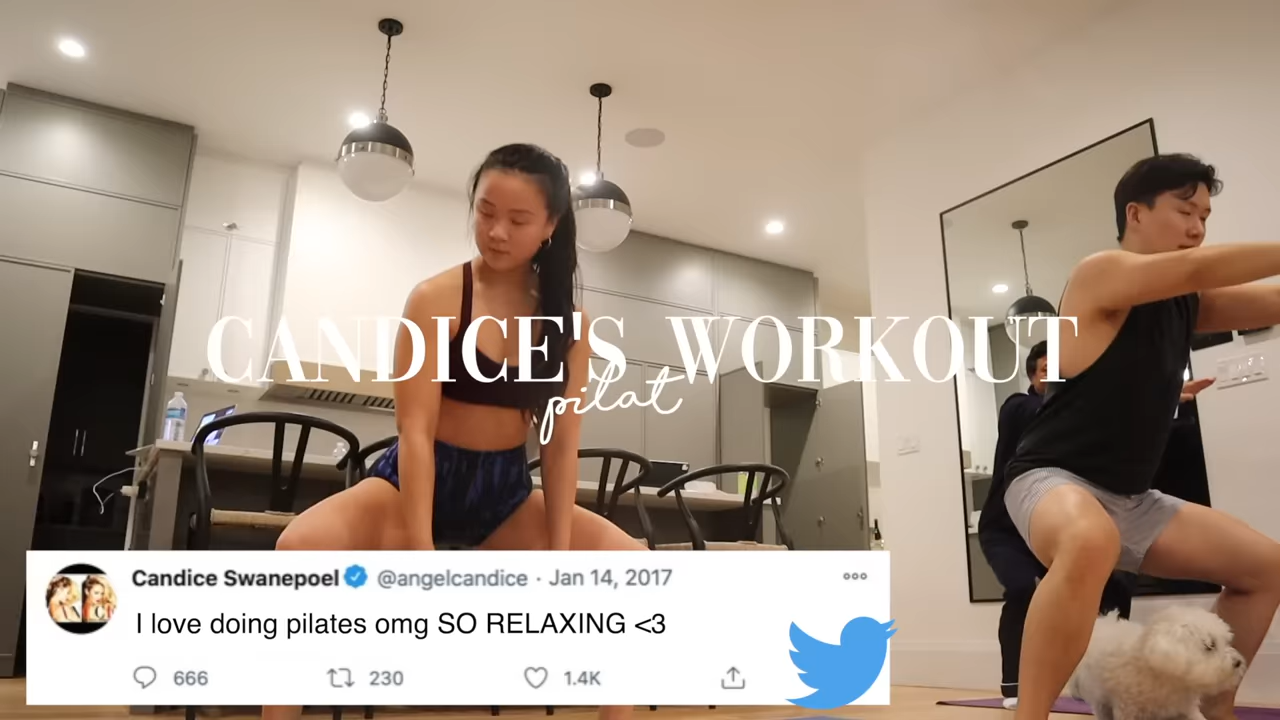 CANDICE'S WORKOUT
pilat
Candice Swanepoel @angelcandice · Jan 14, 2017
I love doing pilates omg SO RELAXING <3
666 230 1.4K